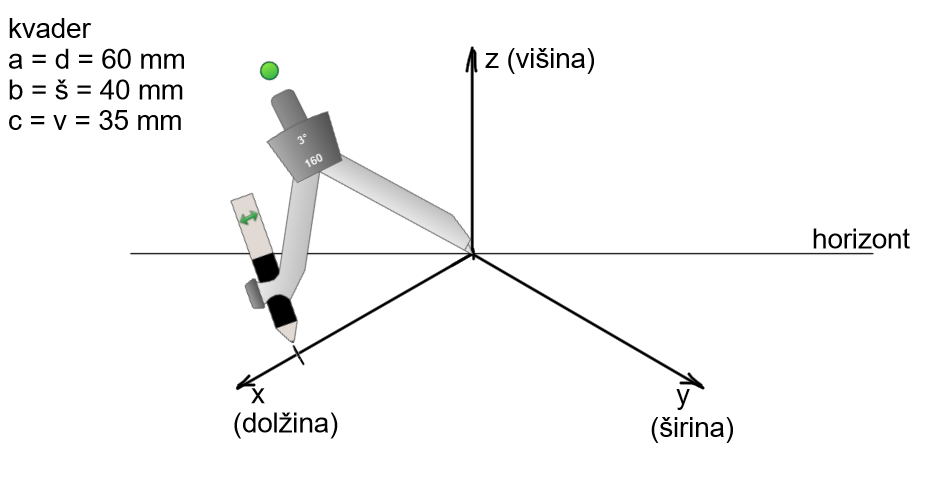 kvader
a = d = 60 mm
b = š = 40 mm
c = v = 35 mm
z (višina)
3°
160
horizont
x
(dolžina)
y
(širina)